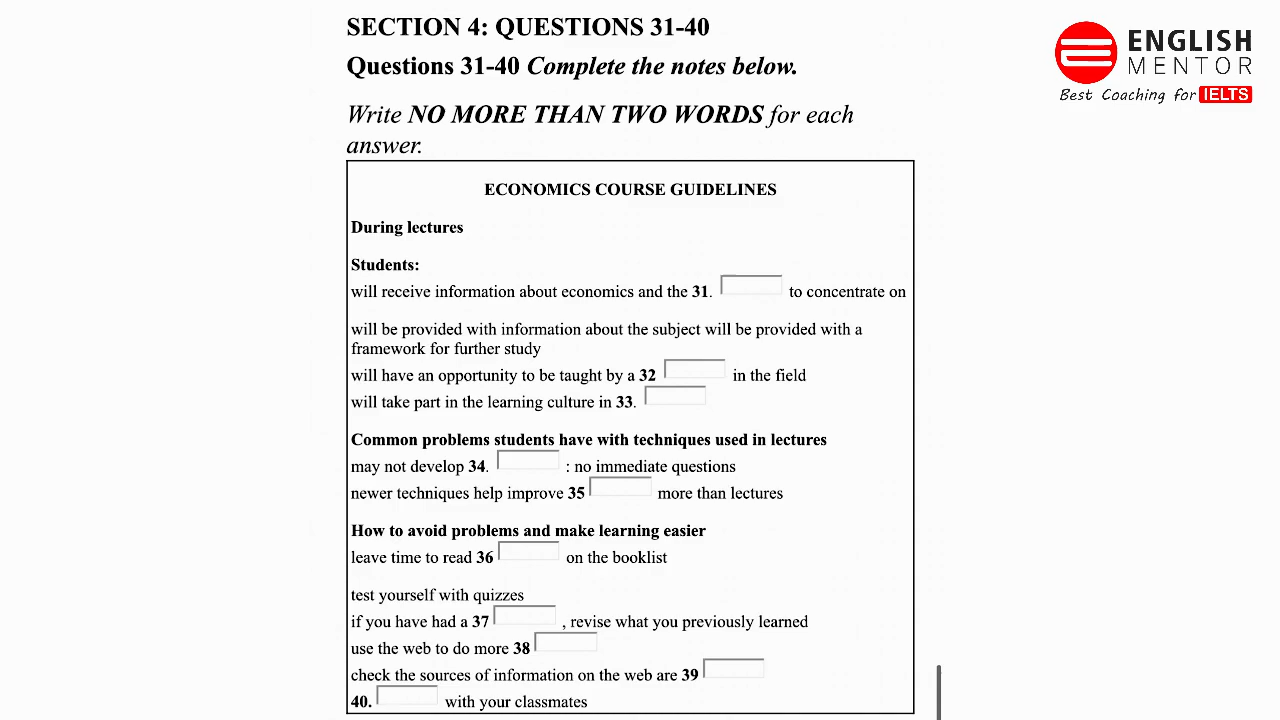 SECTION 4: QUESTIONS 31-40
Questions 31-40 Complete the notes below.
Write NO MORE THAN TWO WORDS for each
answer.
ENGLISH
MENTOR
Best Coaching for IELTS
ECONOMICS COURSE GUIDELINES
During lectures
Students:
will receive information about economics and the 31. to concentrate on
will be provided with information about the subject will be provided with a
framework for further study
will have an opportunity to be taught by a 32 in the field
will take part in the learning culture in 33.
Common problems students have with techniques used in lectures
may not develop 34. : no immediate questions
newer techniques help improve 35 more than lectures
How to avoid problems and make learning easier
leave time to read 36 on the booklist
test yourself with quizzes
if you have had a 37 , revise what you previously learned
use the web to do more 38
check the sources of information on the web are 39
40. with your classmates